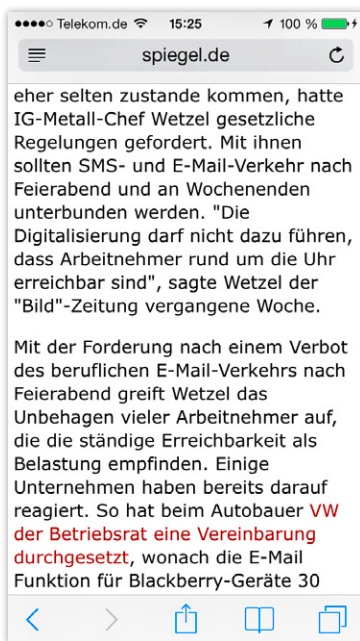 Telekom.de 15:25 100 %
spiegel.de
eher selten zustande kommen, hatte
IG-Metall-Chef Wetzel gesetzliche
Regelungen gefordert. Mit ihnen
sollten SMS- und E-Mail-Verkehr nach
Feierabend und an Wochenenden
unterbunden werden. "Die
Digitalisierung darf nicht dazu führen,
dass Arbeitnehmer rund um die Uhr
erreichbar sind", sagte Wetzel der
"Bild"-Zeitung vergangene Woche.
Mit der Forderung nach einem Verbot
des beruflichen E-Mail-Verkehrs nach
Feierabend greift Wetzel das
Unbehagen vieler Arbeitnehmer auf,
die die ständige Erreichbarkeit als
Belastung empfinden. Einige
Unternehmen haben bereits darauf
reagiert. So hat beim Autobauer VW
der Betriebsrat eine Vereinbarung
durchgesetzt, wonach die E-Mail
Funktion für Blackberry-Geräte 30